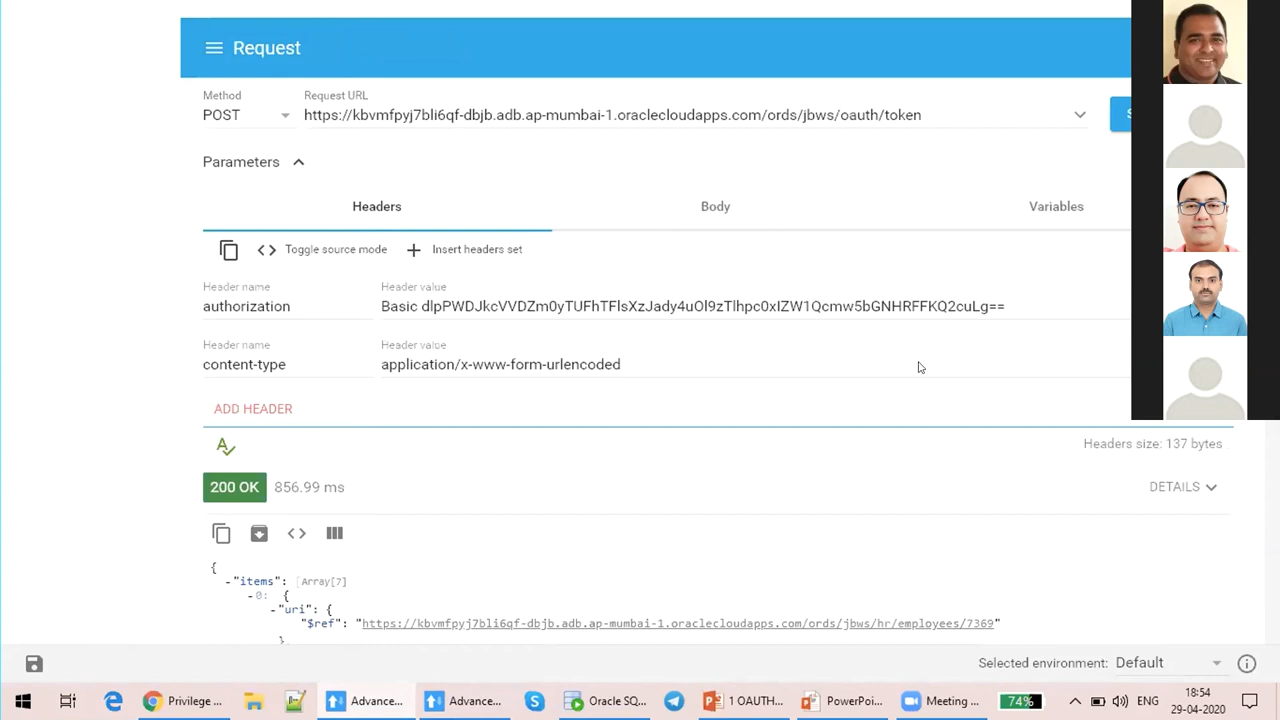 Request
Method
POST
Request URL
https://kbvmfpyj7bli6qf-dbjb.adb.ap-mumbai-1.oraclecloudapps.com/ords/jbws/oauth/token
S
Parameters
Headers
Body
Variables
Toggle source mode
Insert headers set
Header name
authorization
Header value
Basic dlpPWDJkcVVDZm0yTUFhTFlsXzJady4uOl9zTlhpc0xIZW1Qcmw5bGNHRFFKQ2cuLg==
Header name
content-type
Header value
application/x-www-form-urlencoded
ADD HEADER
Headers size: 137 bytes
200 OK
856.99 ms
DETAILS
{
-"items": [Array[7]
-0: {
-"uri": {
"$ref": "https://kbvmfpyj7bli6qf-dbjb.adb.ap-mumbai-1.oraclecloudapps.com/ords/jbws/hr/employees/7369"
}
Selected environment: Default
Privilege ...
Advance...
Advance...
Oracle SQ...
1 OAUTH...
PowerPoi...
Meeting ...
74%
ENG
18:54
29-04-2020